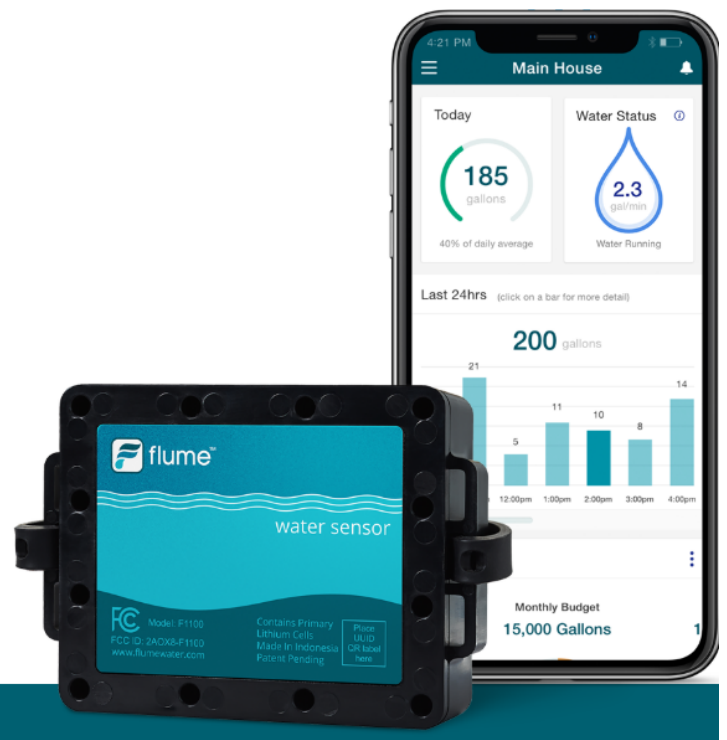 4:21 PM
Main House
Today
185
gallons
40% of daily average
Water Status
2.3
gal/min
Water Running
Last 24hrs (click on a bar for more detail)
200 gallons
21
5
11
10
8
14
12:00pm 1:00pm 2:00pm 3:00pm 4:00pm
Monthly Budget
15,000 Gallons
1
flume™
water sensor
FC Model: F1100
FCC ID: 2AOX8-F1100
www.flumewater.com
Contains Primary
Lithium Cells
Made In Indonesia
Patent Pending
Place
UUID
QR label
here